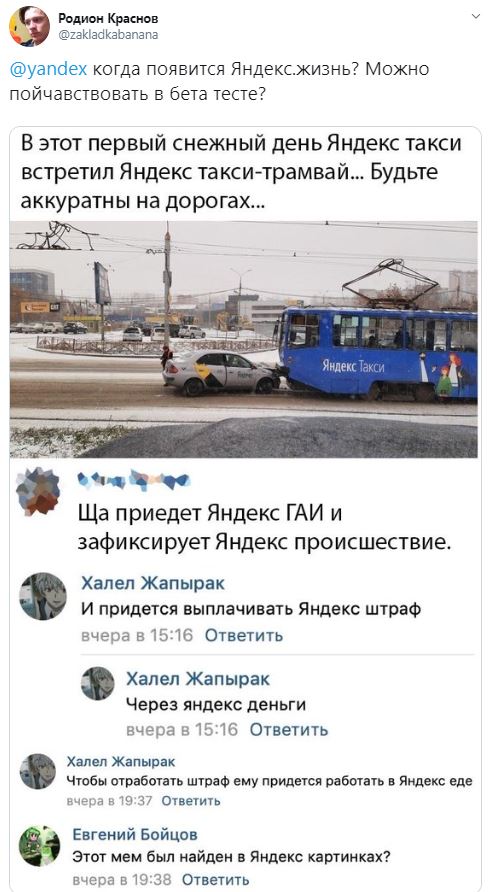 Родион Краснов
@zakladkabanana
@yandex когда появится Яндекс.жизнь? Можно
пойчавствовать в бета тесте?
В этот первый снежный день Яндекс такси
встретил Яндекс такси-трамвай... Будьте
аккуратны на дорогах...
Яндекс Такси
Ща приедет Яндекс ГАИ и
зафиксирует Яндекс происшествие.
Халел Жапырак
И придется выплачивать Яндекс штраф
вчера в 15:16 Ответить
Халел Жапырак
Через яндекс деньги
вчера в 15:16 Ответить
Халел Жапырак
Чтобы отработать штраф ему придется работать в Яндекс еде
вчера в 19:37 Ответить
Евгений Бойцов
Этот мем был найден в Яндекс картинках?
вчера в 19:38 Ответить